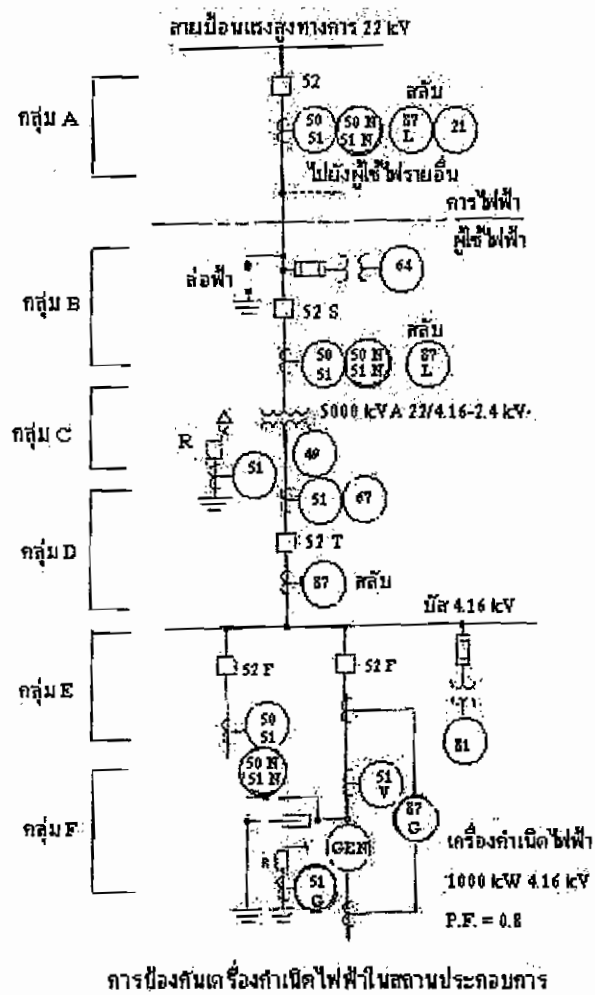 สายป้อนแรงสูงทางการ 22 kV
52
กลุ่ม A
สลับ
50
51
50 N
51 N
87
L
21
ไปยังผู้ใช้ไฟรายอื่น
การไฟฟ้า
ผู้ใช้ไฟฟ้า
ล่อฟ้า
64
กลุ่ม B
52 S
สลับ
50
51
50 N
51 N
87
L
5000 kVA 22/4.16-2.4 kV
กลุ่ม C
R
51
49
51
67
กลุ่ม D
52 T
87
สลับ
บัส 4.16 kV
52 F
52 F
กลุ่ม E
50
51
81
50 N
51 N
51
V
87
G
กลุ่ม F
GEN
เครื่องกำเนิดไฟฟ้า
R
51
G
1000 kW 4.16 kV
P.F. = 0.8
การป้องกันเครื่องกำเนิดไฟฟ้าในสถานประกอบการ